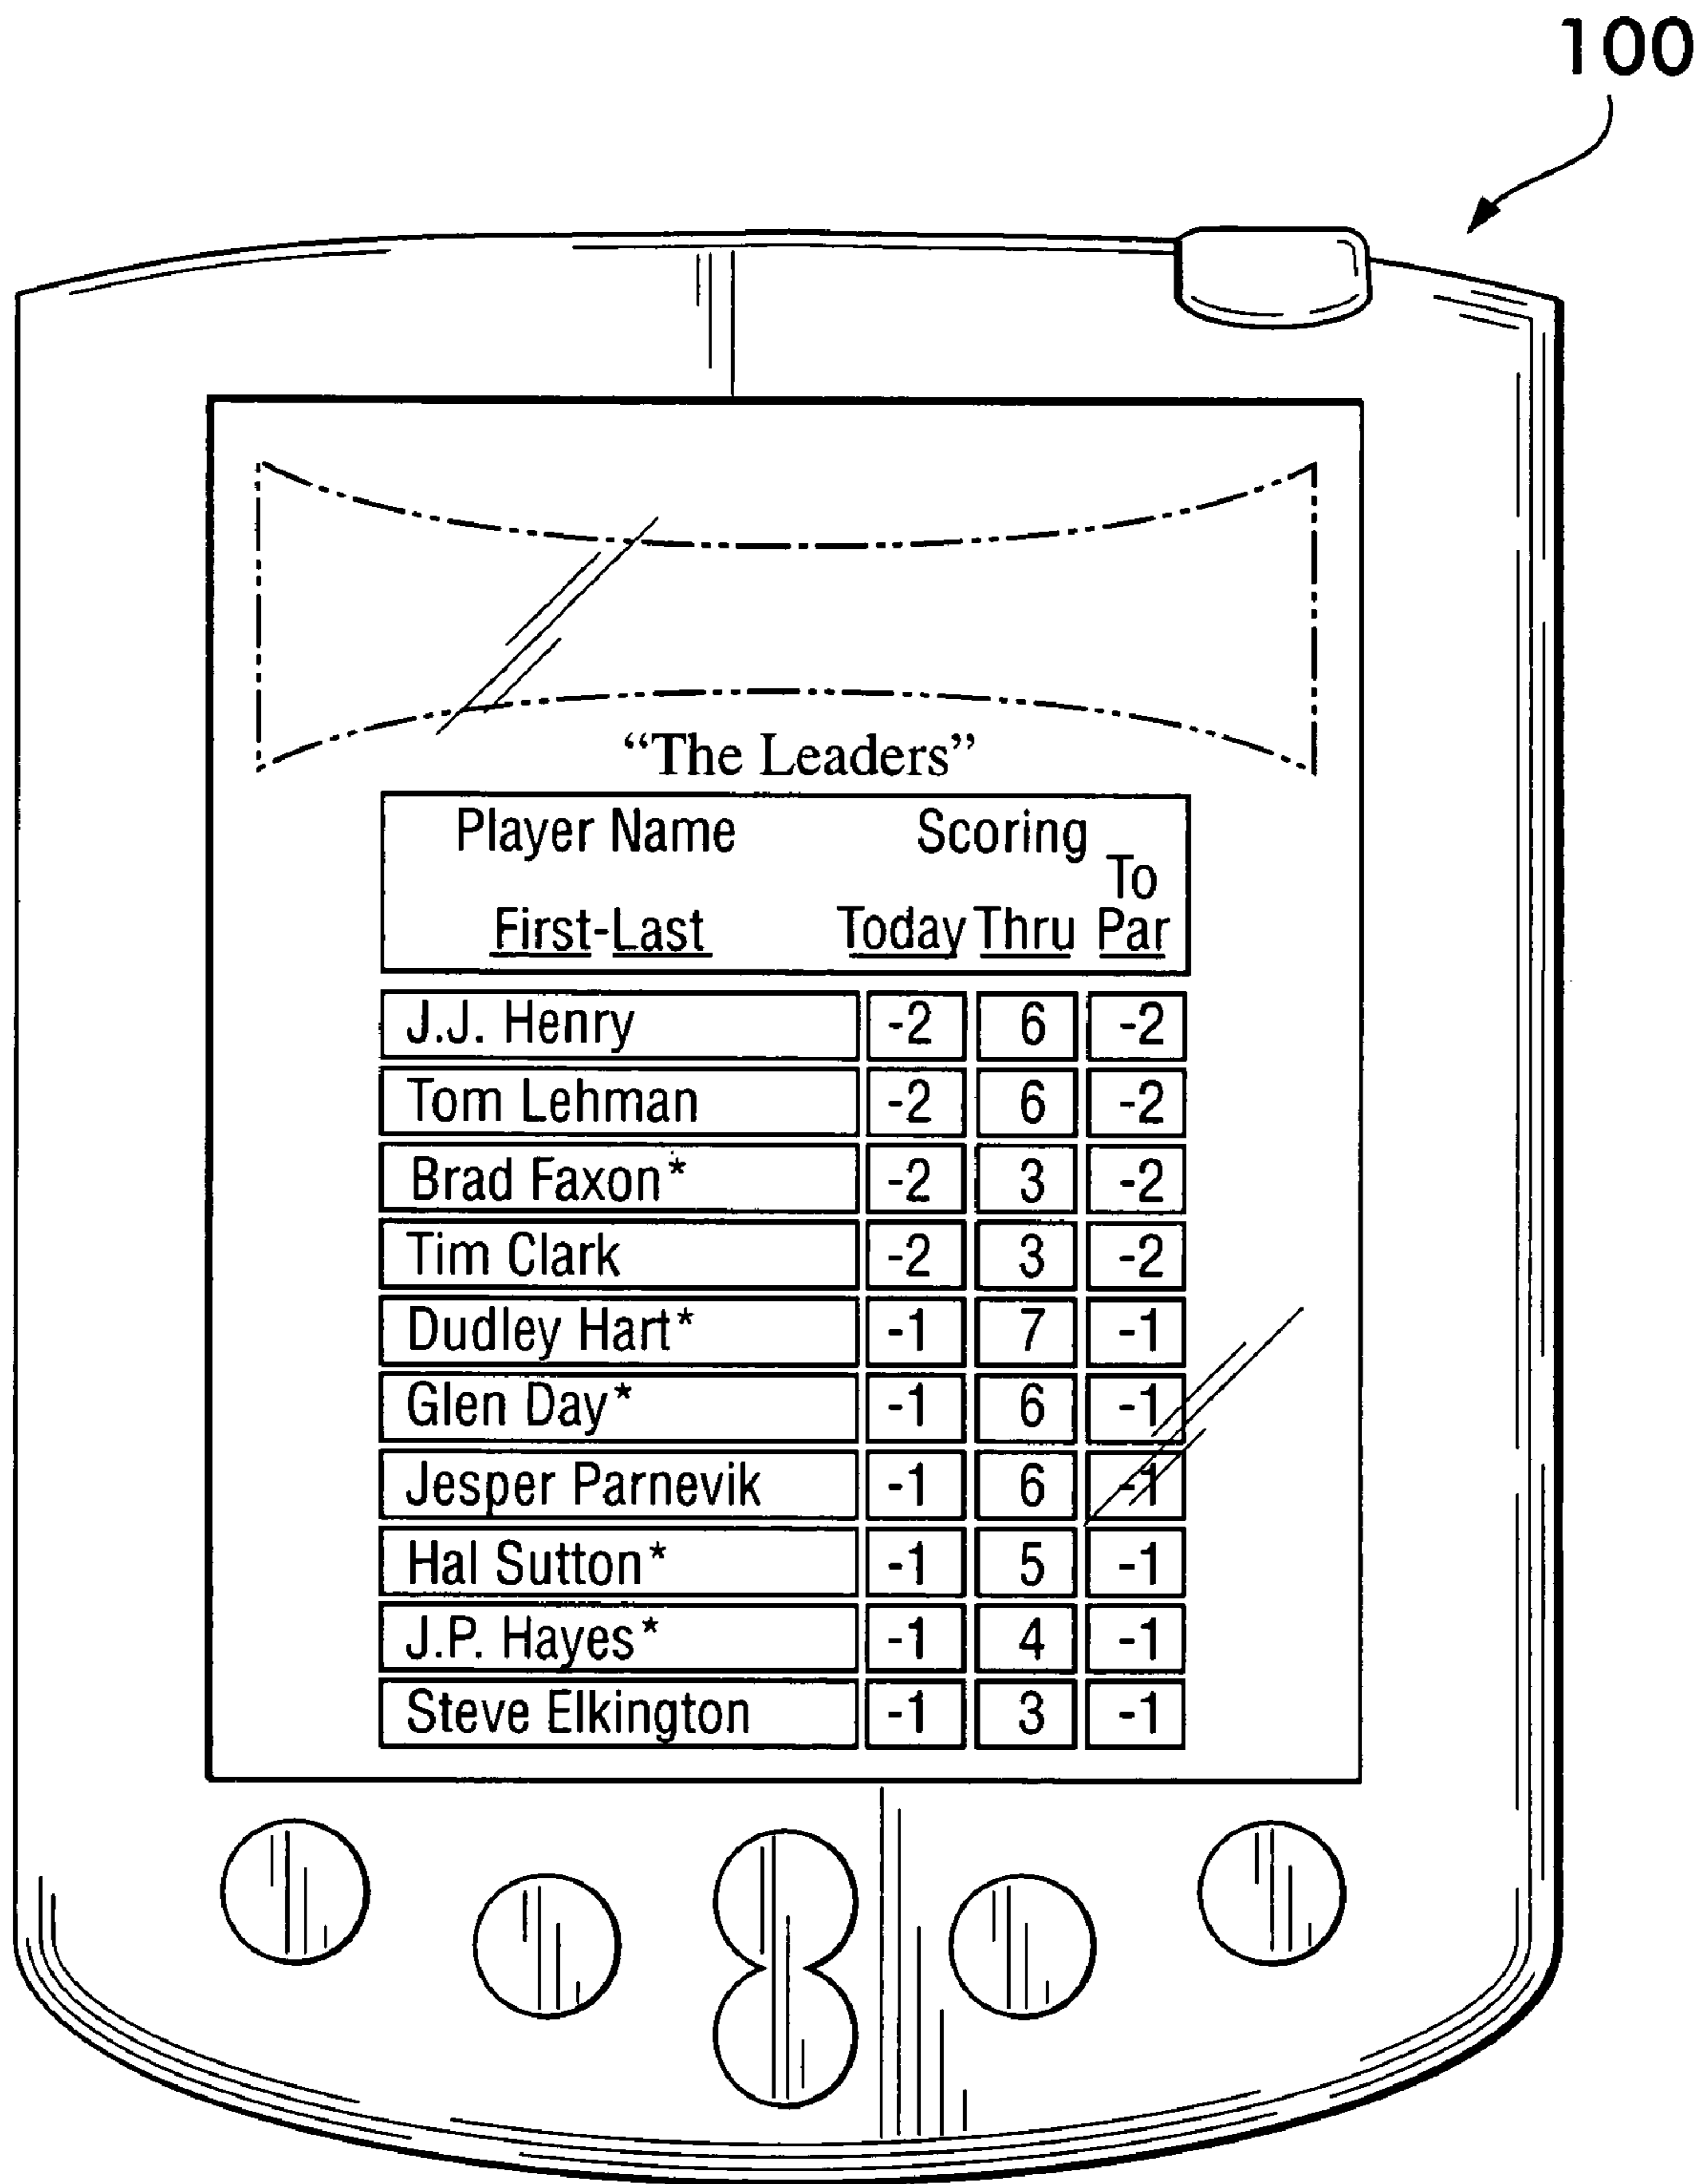 100
“The Leaders”
Player Name Scoring
To
First-Last Today Thru Par
J.J. Henry -2 6 -2
Tom Lehman -2 6 -2
Brad Faxon* -2 3 -2
Tim Clark -2 3 -2
Dudley Hart* -1 7 -1
Glen Day* -1 6 -1
Jesper Parnevik -1 6 -1
Hal Sutton* -1 5 -1
J.P. Hayes* -1 4 -1
Steve Elkington -1 3 -1